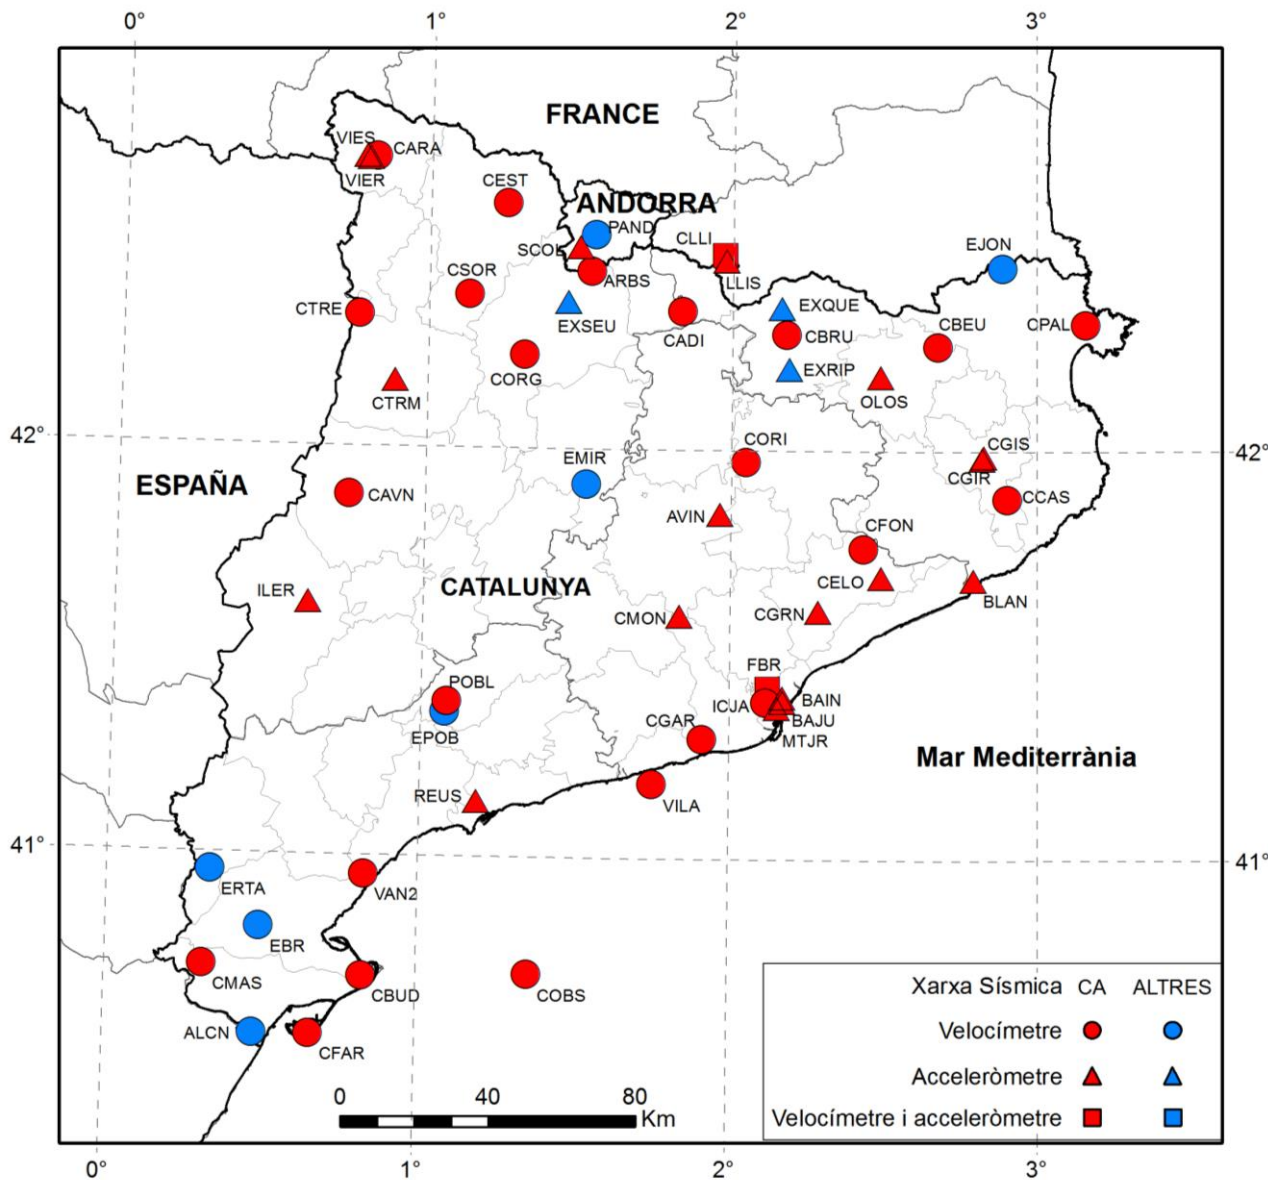 0° 1° 2° 3°
FRANCE
VIES
CARA
VIER
CEST
ANDORRA
PAND
SCOL
CLLI
EJON
CSOR
ARBS
LLIS
CTRE
EXSEU
EXQUE
CPAL
CADI
CBRU
CBEU
CORG
EXRIP
CTRM
OLOS
42° 42°
CORI
CGIS
EMIR
CGIR
ESPAÑA
CAVN
CCAS
AVIN
CFON
ILER
CATALUNYA
CELO
BLAN
CMON
CGRN
FBR
POBL
ICJA
BAIN
CGAR
BAJU
EPOB
MTJR
Mar Mediterrània
REUS
VILA
41° 41°
ERTA
VAN2
EBR
CMAS
CBUD
COBS
ALCN
CFAR
Xarxa Sísmica CA ALTRES
Velocímetre
Acceleròmetre
Velocímetre i acceleròmetre
0 40 80
Km
0° 1° 2° 3°